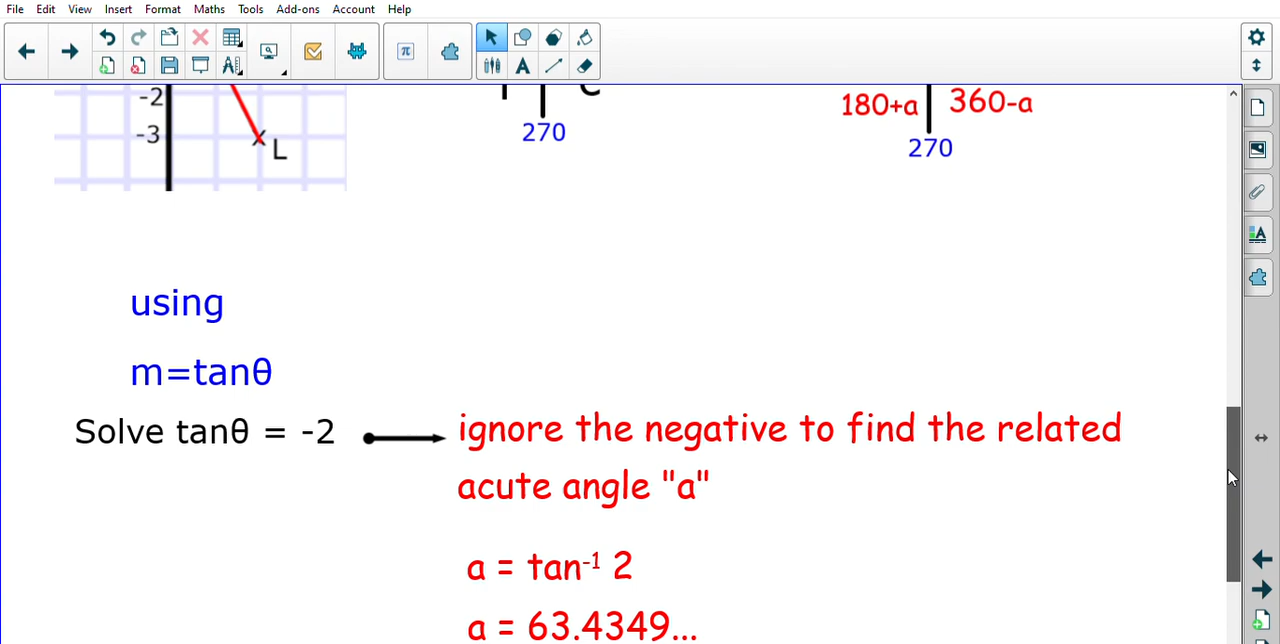 File Edit View Insert Format Maths Tools Add-ons Account Help
-2
-3
L
270
180+a
360-a
270
using
m=tanθ
Solve tanθ = -2
ignore the negative to find the related
acute angle "a"
a = tan⁻¹ 2
a = 63.4349...